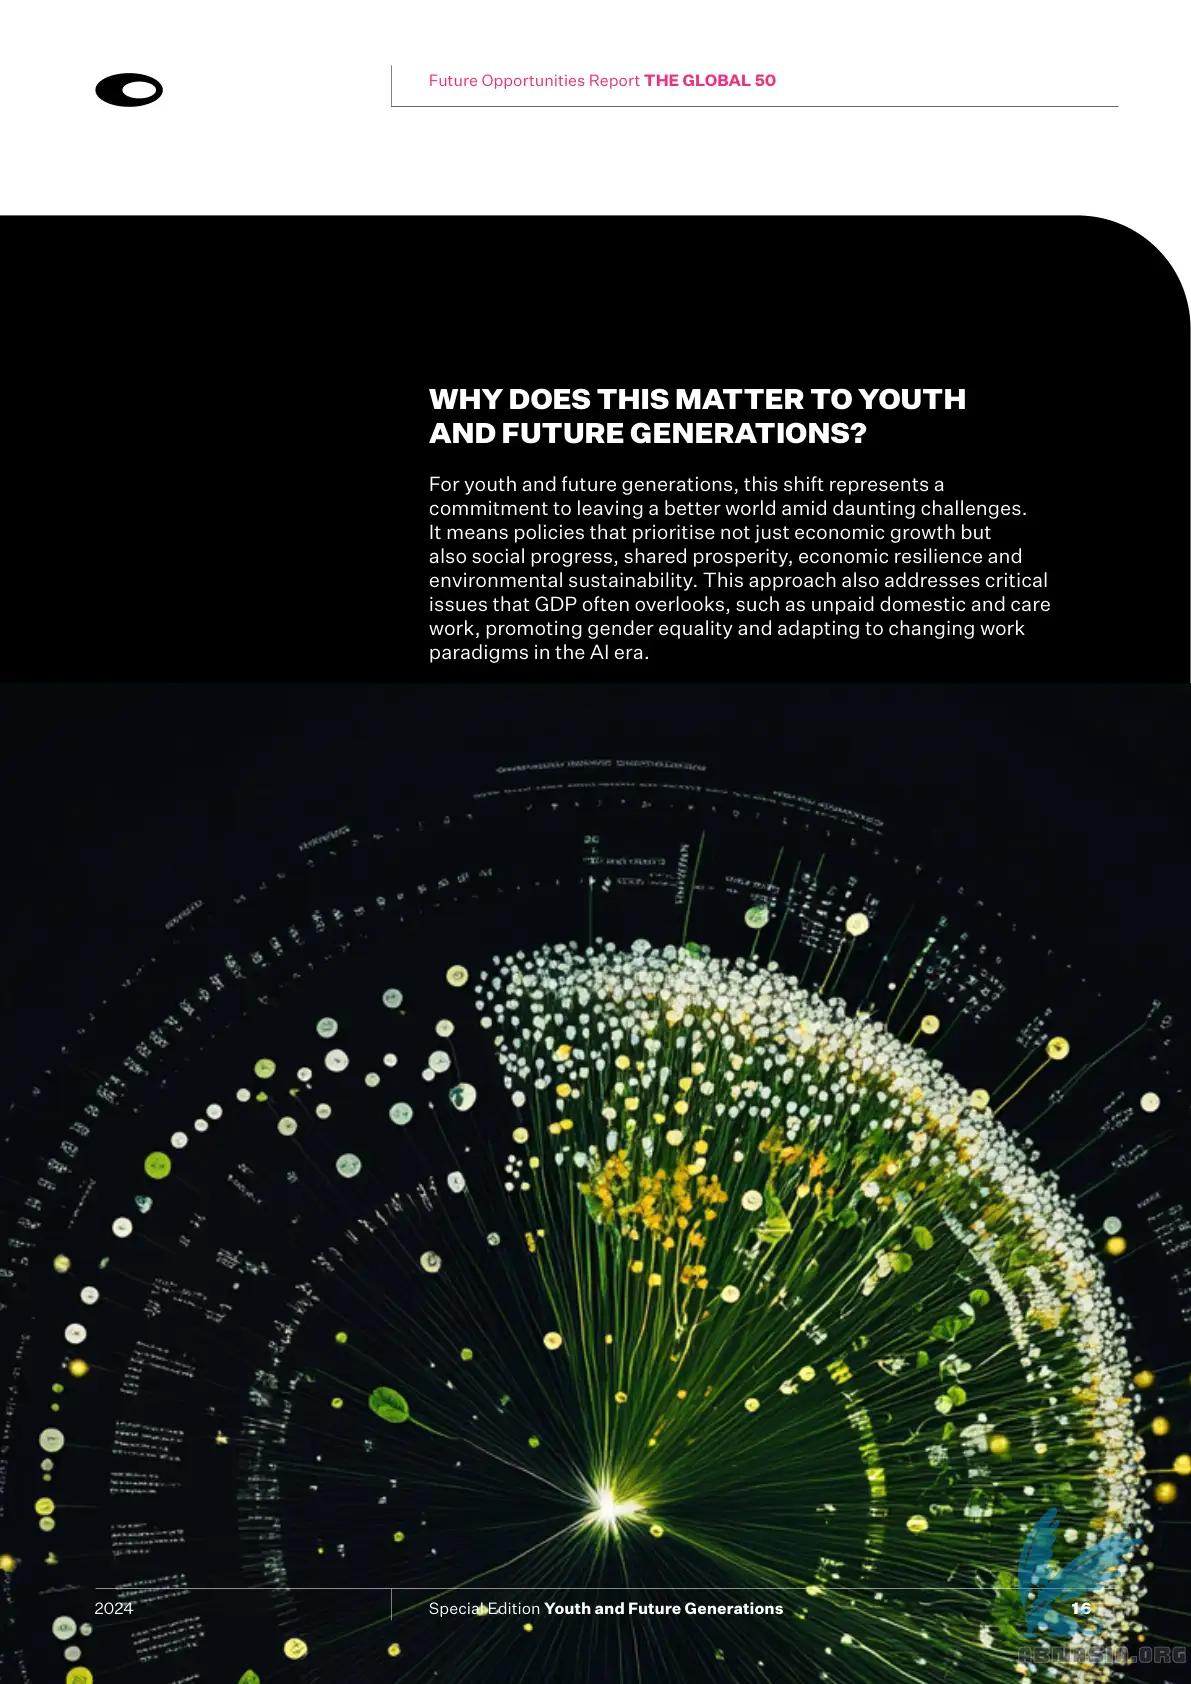 Future Opportunities Report THE GLOBAL 50
WHY DOES THIS MATTER TO YOUTH
AND FUTURE GENERATIONS?
For youth and future generations, this shift represents a
commitment to leaving a better world amid daunting challenges.
It means policies that prioritise not just economic growth but
also social progress, shared prosperity, economic resilience and
environmental sustainability. This approach also addresses critical
issues that GDP often overlooks, such as unpaid domestic and care
work, promoting gender equality and adapting to changing work
paradigms in the AI era.
2024
Special Edition Youth and Future Generations
16
ABNASIA.ORG